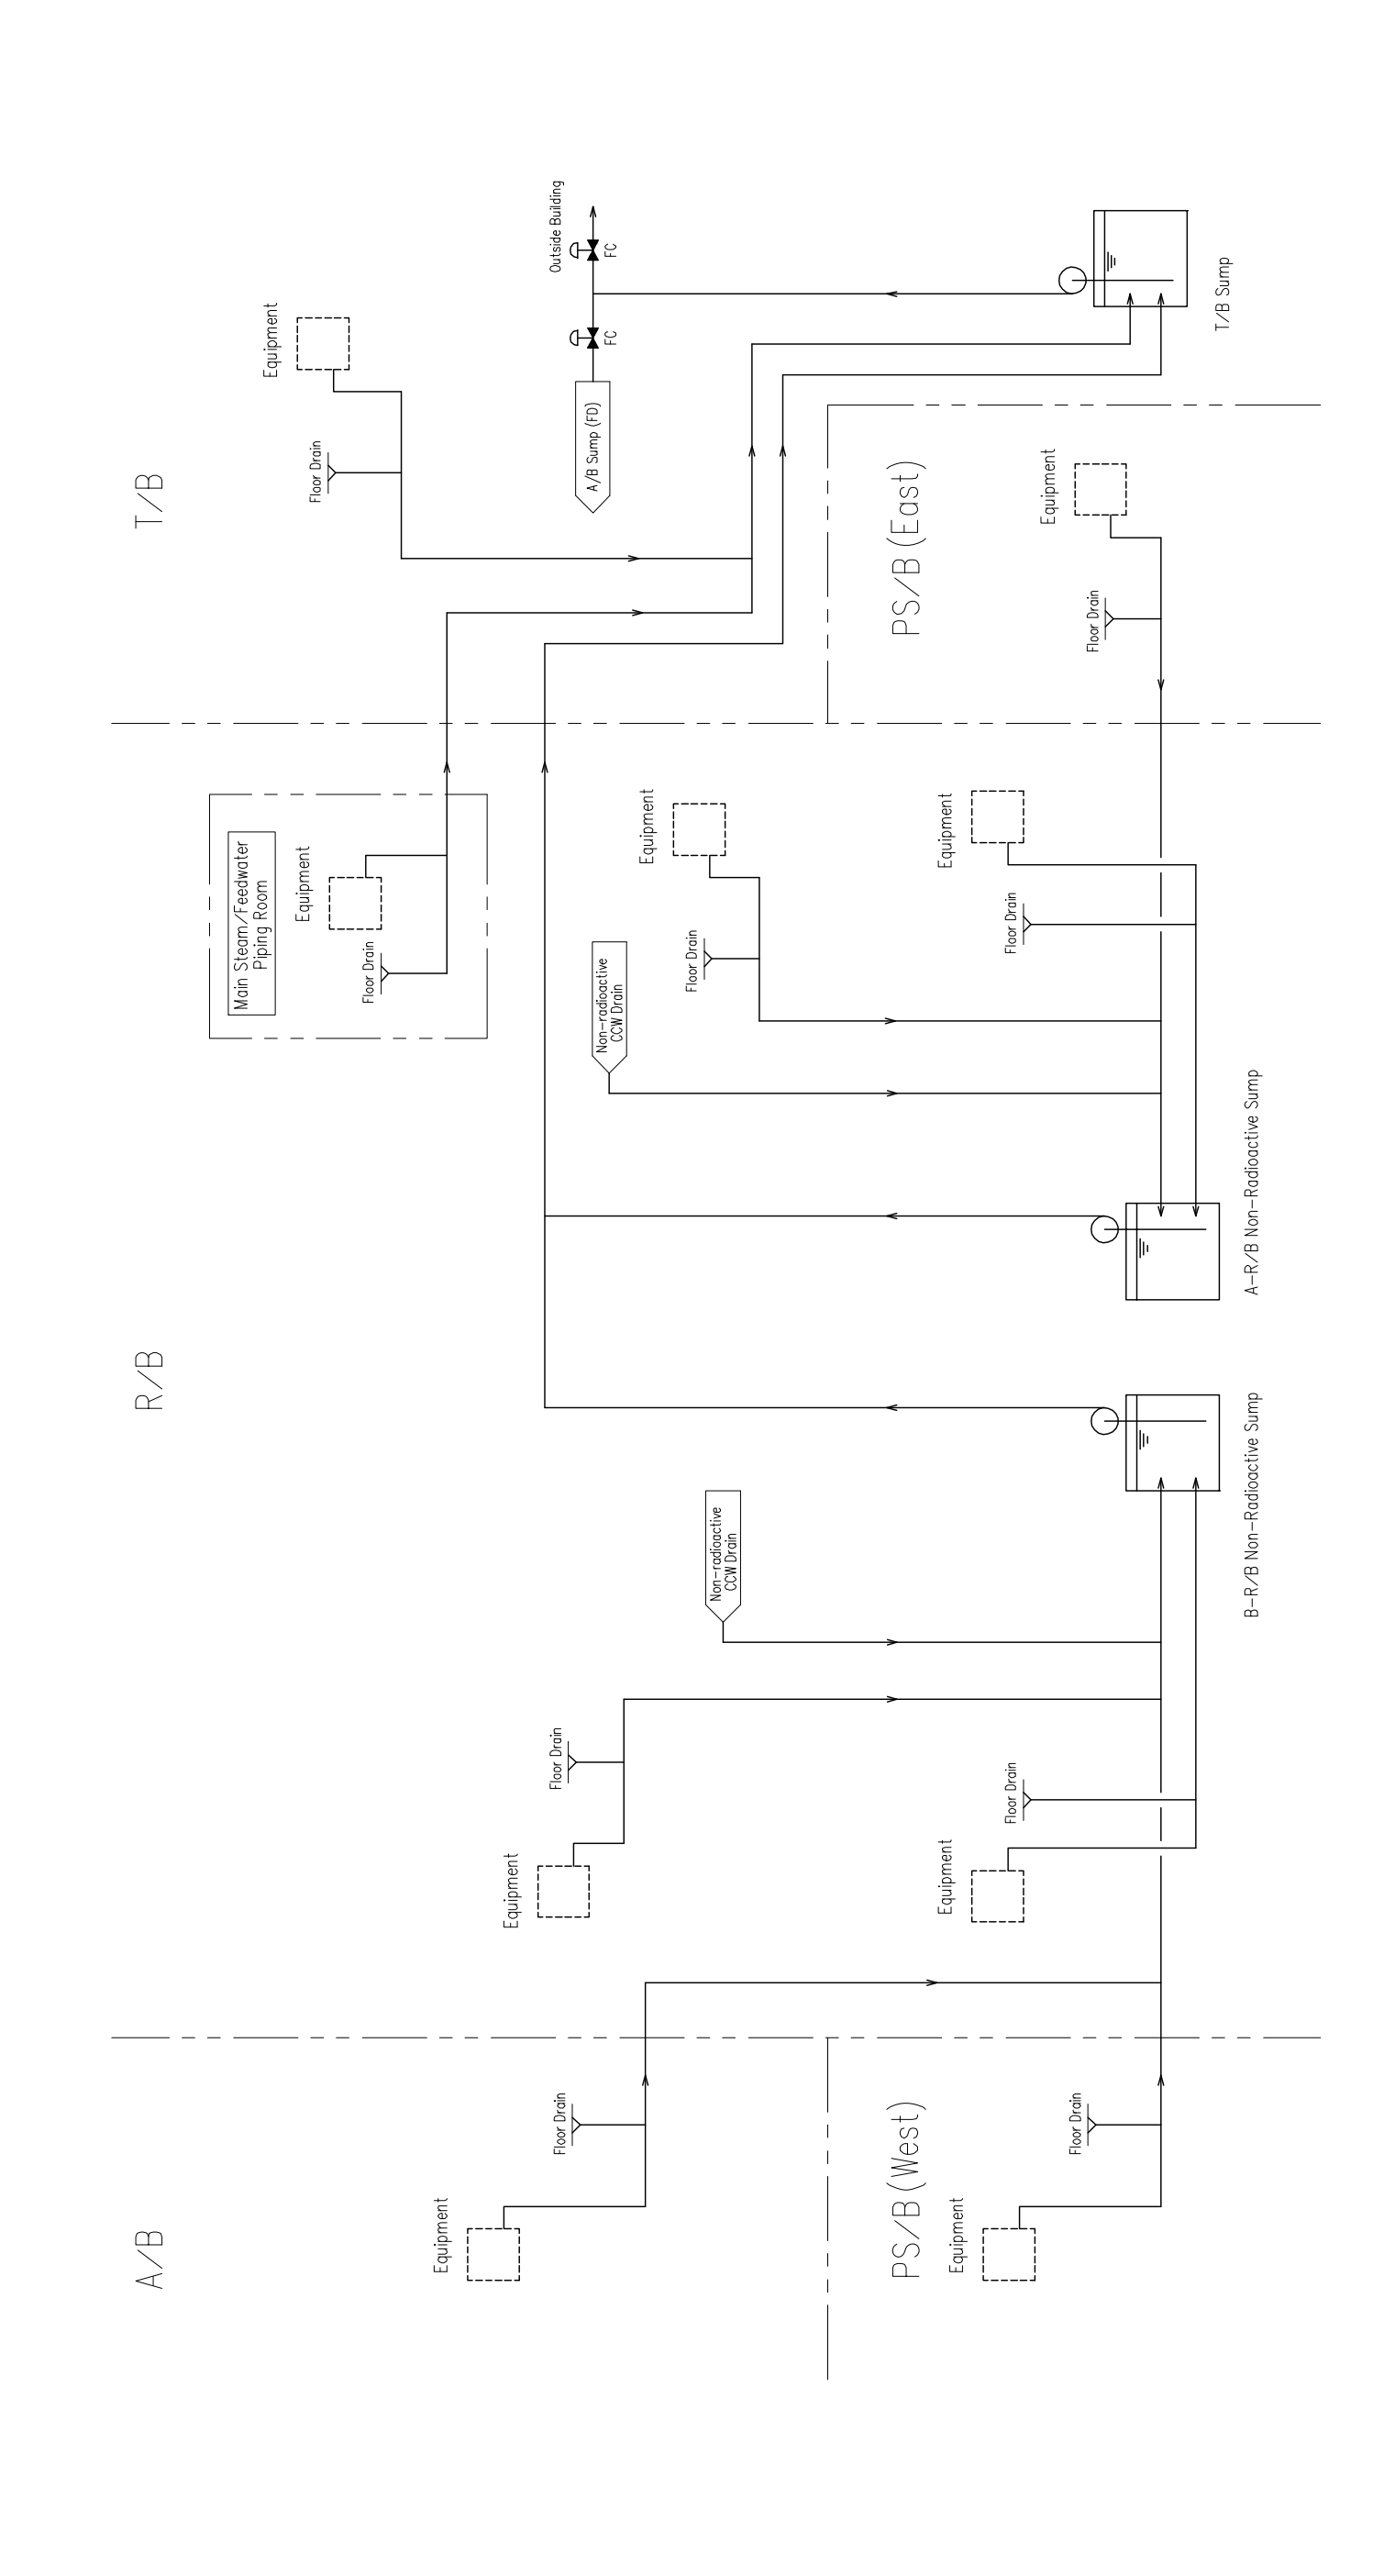 A/B
R/B
T/B
Equipment
Floor Drain
Main Steam/Feedwater
Piping Room
Equipment
Floor Drain
Outside Building
FC
FC
A/B Sump (FD)
Equipment
Floor Drain
Equipment
Floor Drain
Non-radioactive
CCW Drain
Equipment
Floor Drain
Non-radioactive
CCW Drain
PS/B (West)
Equipment
Floor Drain
Equipment
Floor Drain
Equipment
Floor Drain
PS/B (East)
Equipment
Floor Drain
B-R/B Non-Radioactive Sump
A-R/B Non-Radioactive Sump
T/B Sump